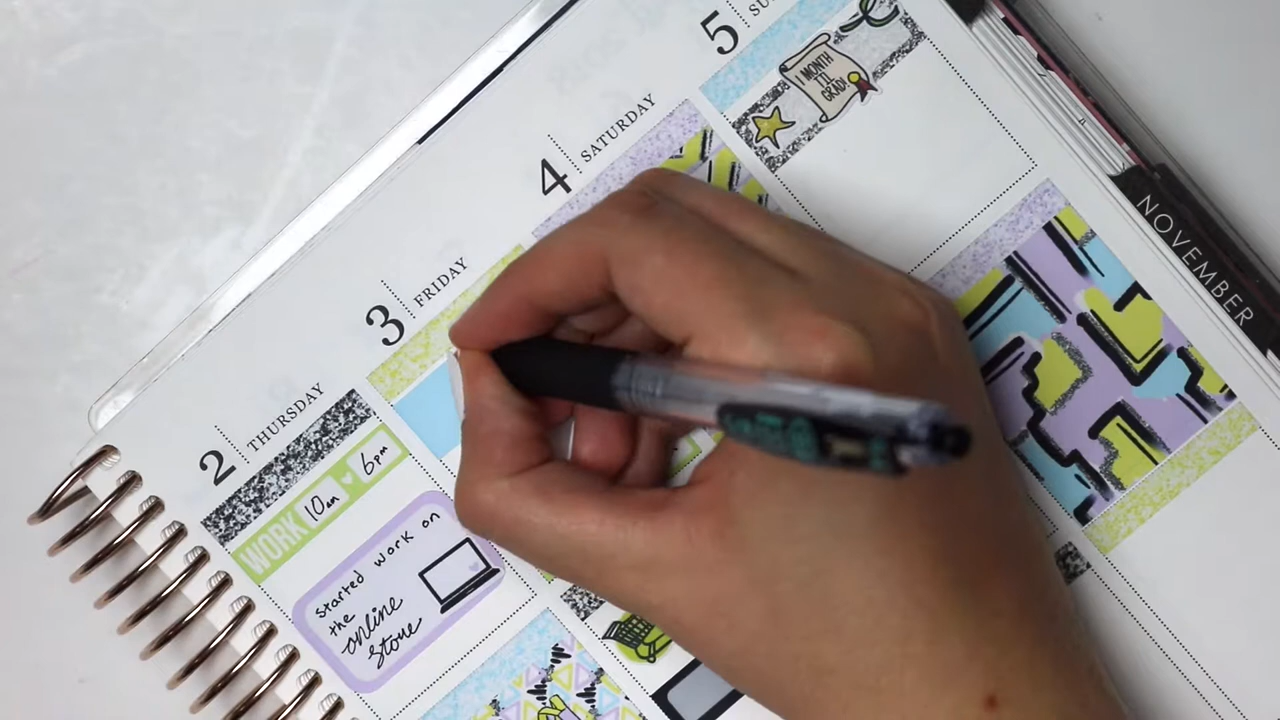 2 THURSDAY
WORK 10am 6pm
started work on
the
online
store
3 FRIDAY
4 SATURDAY
5 SU
1 MONTH
TIL
GRAD!
NOVEMBER